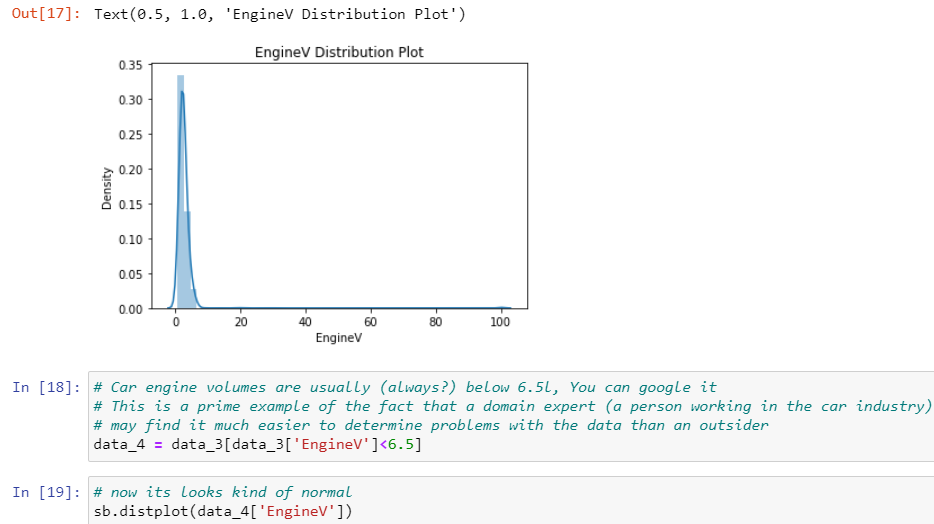 Out[17]: Text(0.5, 1.0, 'EngineV Distribution Plot')
EngineV Distribution Plot
0.35
0.30
0.25
0.20
0.15
0.10
0.05
0.00
Density
0 20 40 60 80 100
EngineV
In [18]: # Car engine volumes are usually (always?) below 6.5l, You can google it
# This is a prime example of the fact that a domain expert (a person working in the car industry)
# may find it much easier to determine problems with the data than an outsider
data_4 = data_3[data_3['EngineV']<6.5]
In [19]: # now its looks kind of normal
sb.distplot(data_4['EngineV'])